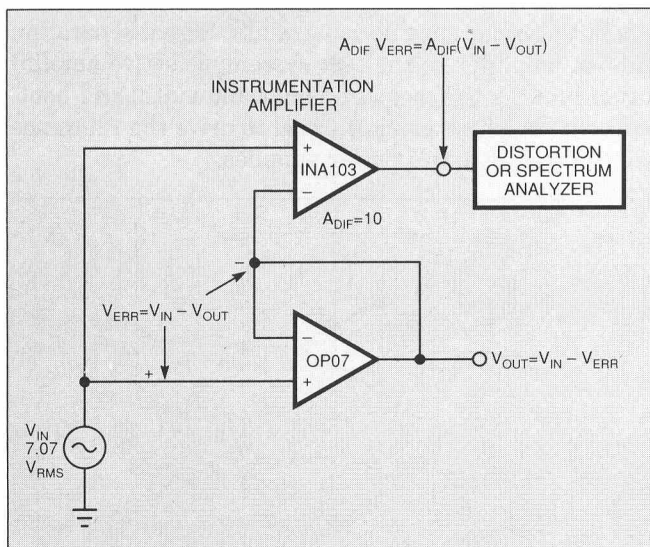 A_DIF V_ERR = A_DIF(V_IN – V_OUT)
INSTRUMENTATION
AMPLIFIER
+
INA103
–
DISTORTION
OR SPECTRUM
ANALYZER
A_DIF=10
–
V_ERR=V_IN – V_OUT
–
OP07
+
+
V_OUT=V_IN – V_ERR
V_IN
7.07
V_RMS